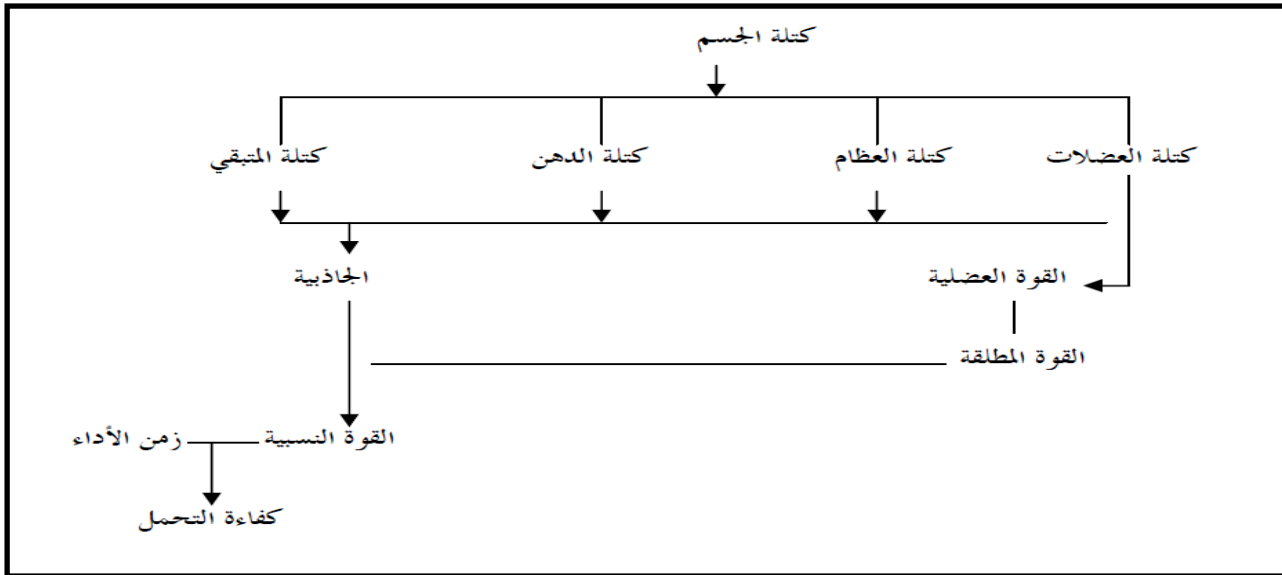 كتلة الجسم
كتلة العضلات كتلة العظام كتلة الدهن كتلة المتبقي
القوة العضلية الجاذبية
القوة المطلقة
القوة النسبية زمن الأداء
كفاءة التحمل